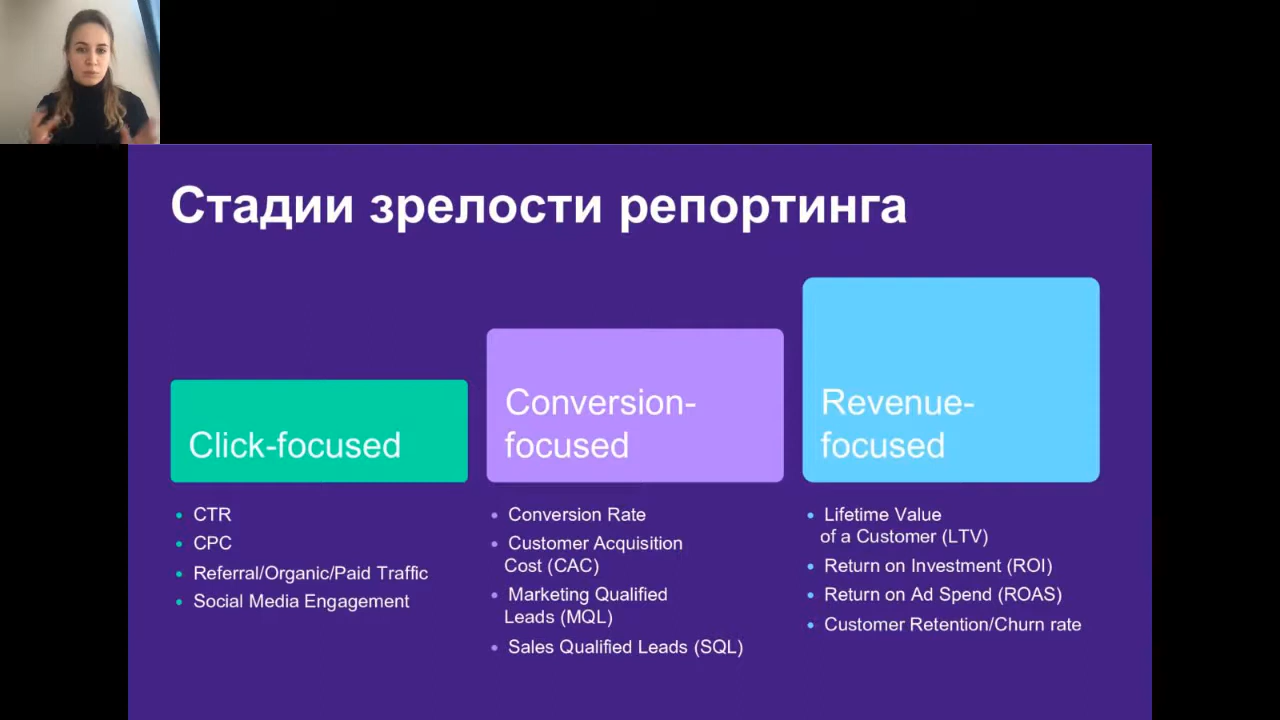 Стадии зрелости репортинга
Click-focused
Conversion-
focused
Revenue-
focused
CTR
CPC
Referral/Organic/Paid Traffic
Social Media Engagement
Conversion Rate
Customer Acquisition
Cost (CAC)
Marketing Qualified
Leads (MQL)
Sales Qualified Leads (SQL)
Lifetime Value
of a Customer (LTV)
Return on Investment (ROI)
Return on Ad Spend (ROAS)
Customer Retention/Churn rate